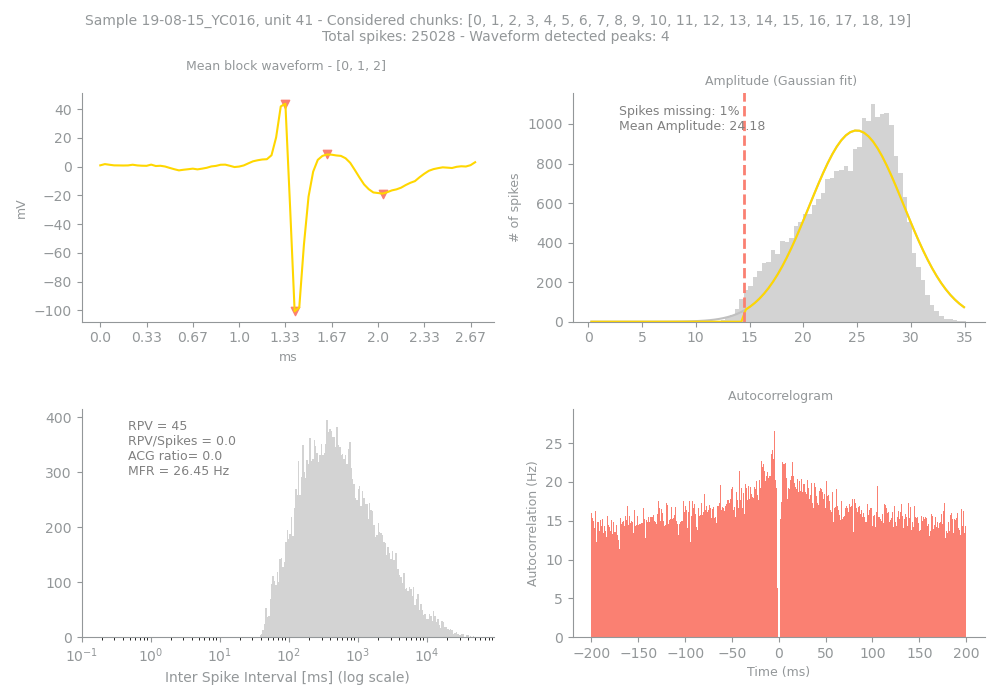 Sample 19-08-15_YC016, unit 41 - Considered chunks: [0, 1, 2, 3, 4, 5, 6, 7, 8, 9, 10, 11, 12, 13, 14, 15, 16, 17, 18, 19]
Total spikes: 25028 - Waveform detected peaks: 4
Mean block waveform - [0, 1, 2]
40
20
0
−20
−40
−60
−80
−100
mV
0.0 0.33 0.67 1.0 1.33 1.67 2.0 2.33 2.67
ms
Amplitude (Gaussian fit)
Spikes missing: 1%
Mean Amplitude: 24.18
1000
800
600
400
200
0
# of spikes
0 5 10 15 20 25 30 35
RPV = 45
RPV/Spikes = 0.0
ACG ratio= 0.0
MFR = 26.45 Hz
400
300
200
100
0
10⁻¹ 10⁰ 10¹ 10² 10³ 10⁴
Inter Spike Interval [ms] (log scale)
Autocorrelogram
25
20
15
10
5
0
Autocorrelation (Hz)
−200 −150 −100 −50 0 50 100 150 200
Time (ms)